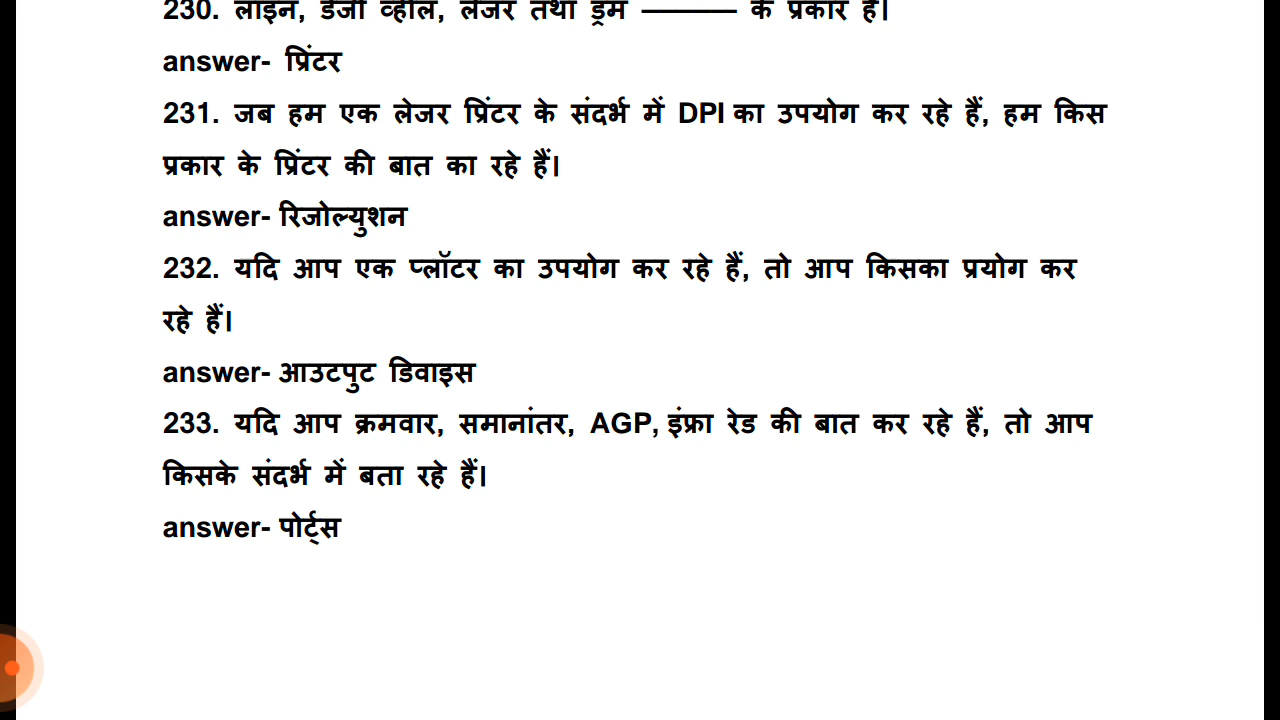 230. लाइन, डेजी व्हील, लेजर तथा ड्रम ———— के प्रकार हैं।
answer- प्रिंटर
231. जब हम एक लेजर प्रिंटर के संदर्भ में DPI का उपयोग कर रहे हैं, हम किस
प्रकार के प्रिंटर की बात का रहे हैं।
answer- रिजोल्युशन
232. यदि आप एक प्लॉटर का उपयोग कर रहे हैं, तो आप किसका प्रयोग कर
रहे हैं।
answer- आउटपुट डिवाइस
233. यदि आप क्रमवार, समानांतर, AGP, इंफ्रा रेड की बात कर रहे हैं, तो आप
किसके संदर्भ में बता रहे हैं।
answer- पोर्ट्स